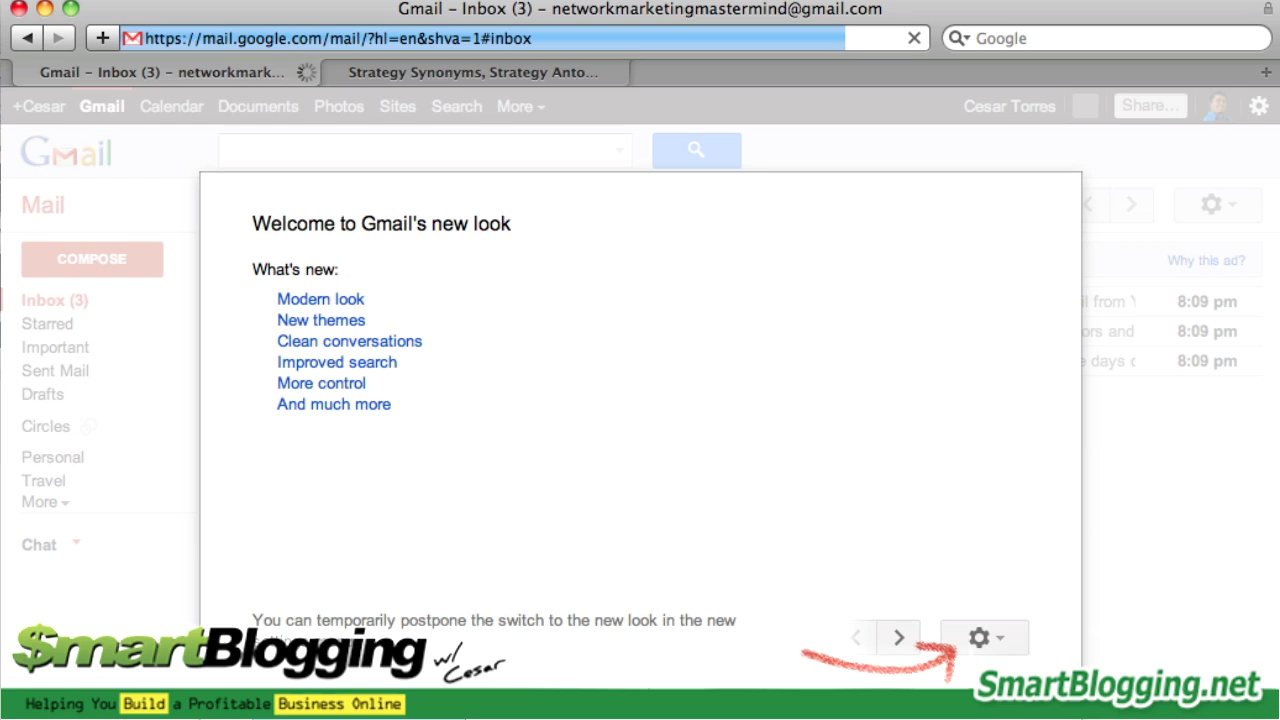 Gmail – Inbox (3) – networkmarketingmastermind@gmail.com
https://mail.google.com/mail/?hl=en&shva=1#inbox
Google
Gmail – Inbox (3) – networkmark...
Strategy Synonyms, Strategy Anto...
+Cesar Gmail Calendar Documents Photos Sites Search More
Cesar Torres
Share...
Gmail
Mail
COMPOSE
Inbox (3)
Starred
Important
Sent Mail
Drafts
Circles
Personal
Travel
More
Chat
Welcome to Gmail's new look
What's new:
Modern look
New themes
Clean conversations
Improved search
More control
And much more
You can temporarily postpone the switch to the new look in the new
Why this ad?
il from Y 8:09 pm
ors and 8:09 pm
e days c 8:09 pm
$martBlogging w/ Cesar
SmartBlogging.net
Helping You Build a Profitable Business Online